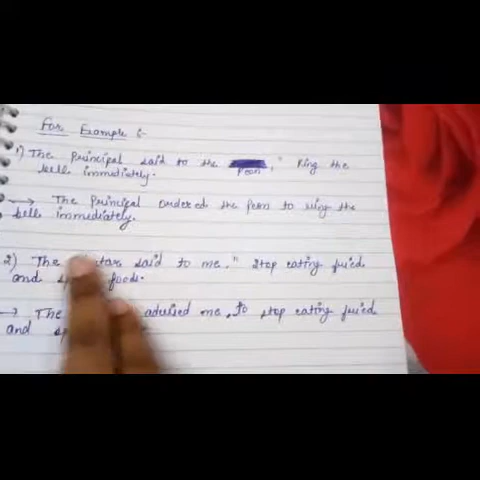 For Example :-
1) The Principal said to the Peon, " Ring the
bell immediately.
→ The Principal ordered the peon to ring the
bell immediately.
2) The said to me. " Stop eating fried
and foods.
→ The advised me, to stop eating fried
and